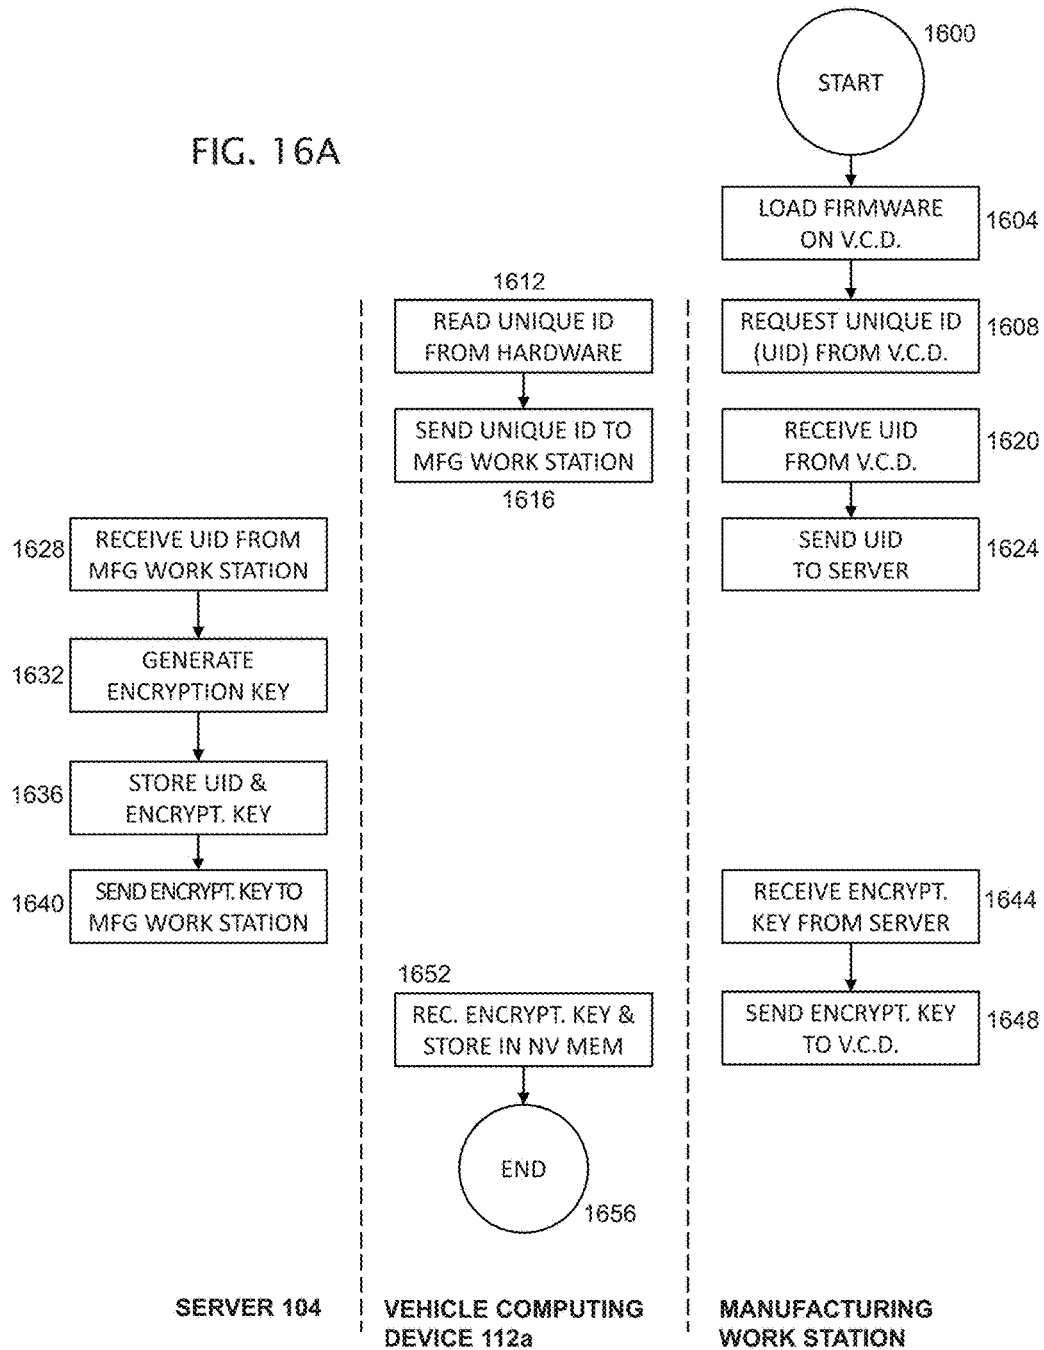 1600
START
FIG. 16A
LOAD FIRMWARE
ON V.C.D.
1604
1612
READ UNIQUE ID
FROM HARDWARE
REQUEST UNIQUE ID
(UID) FROM V.C.D.
1608
SEND UNIQUE ID TO
MFG WORK STATION
1616
RECEIVE UID
FROM V.C.D.
1620
1628
RECEIVE UID FROM
MFG WORK STATION
SEND UID
TO SERVER
1624
1632
GENERATE
ENCRYPTION KEY
1636
STORE UID &
ENCRYPT. KEY
1640
SEND ENCRYPT. KEY TO
MFG WORK STATION
RECEIVE ENCRYPT.
KEY FROM SERVER
1644
1652
REC. ENCRYPT. KEY &
STORE IN NV MEM
SEND ENCRYPT. KEY
TO V.C.D.
1648
END
1656
SERVER 104
VEHICLE COMPUTING
DEVICE 112a
MANUFACTURING
WORK STATION